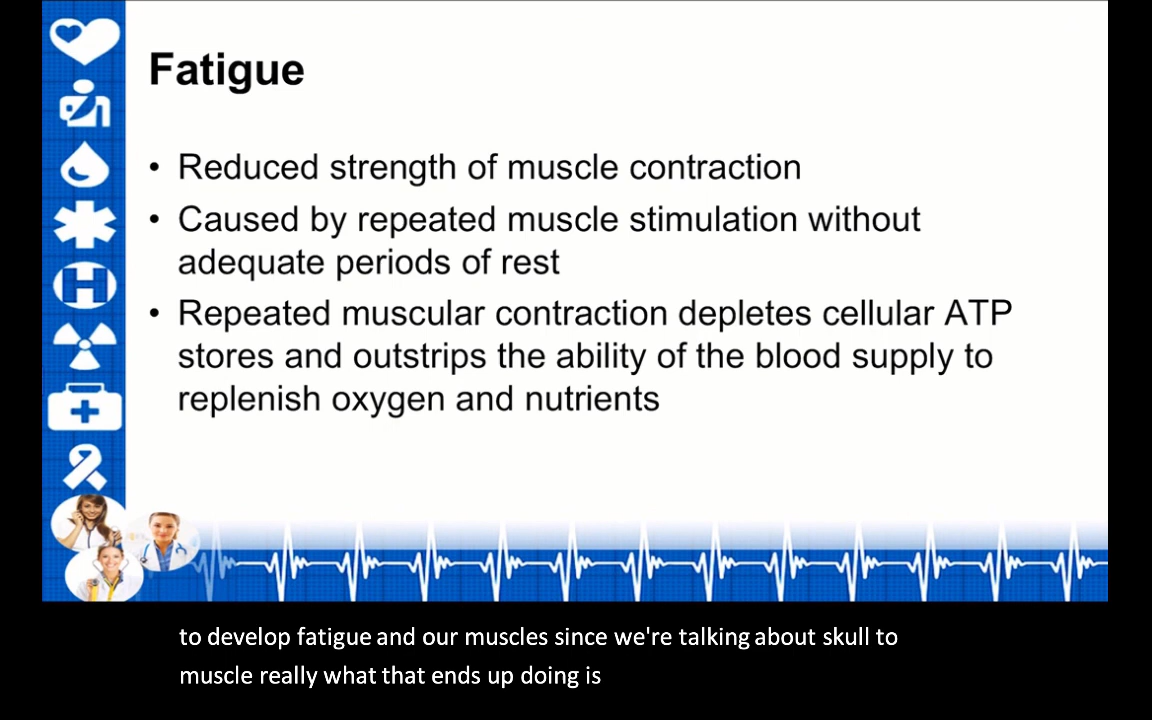 Fatigue
• Reduced strength of muscle contraction
• Caused by repeated muscle stimulation without
adequate periods of rest
• Repeated muscular contraction depletes cellular ATP
stores and outstrips the ability of the blood supply to
replenish oxygen and nutrients
H
to develop fatigue and our muscles since we're talking about skull to
muscle really what that ends up doing is